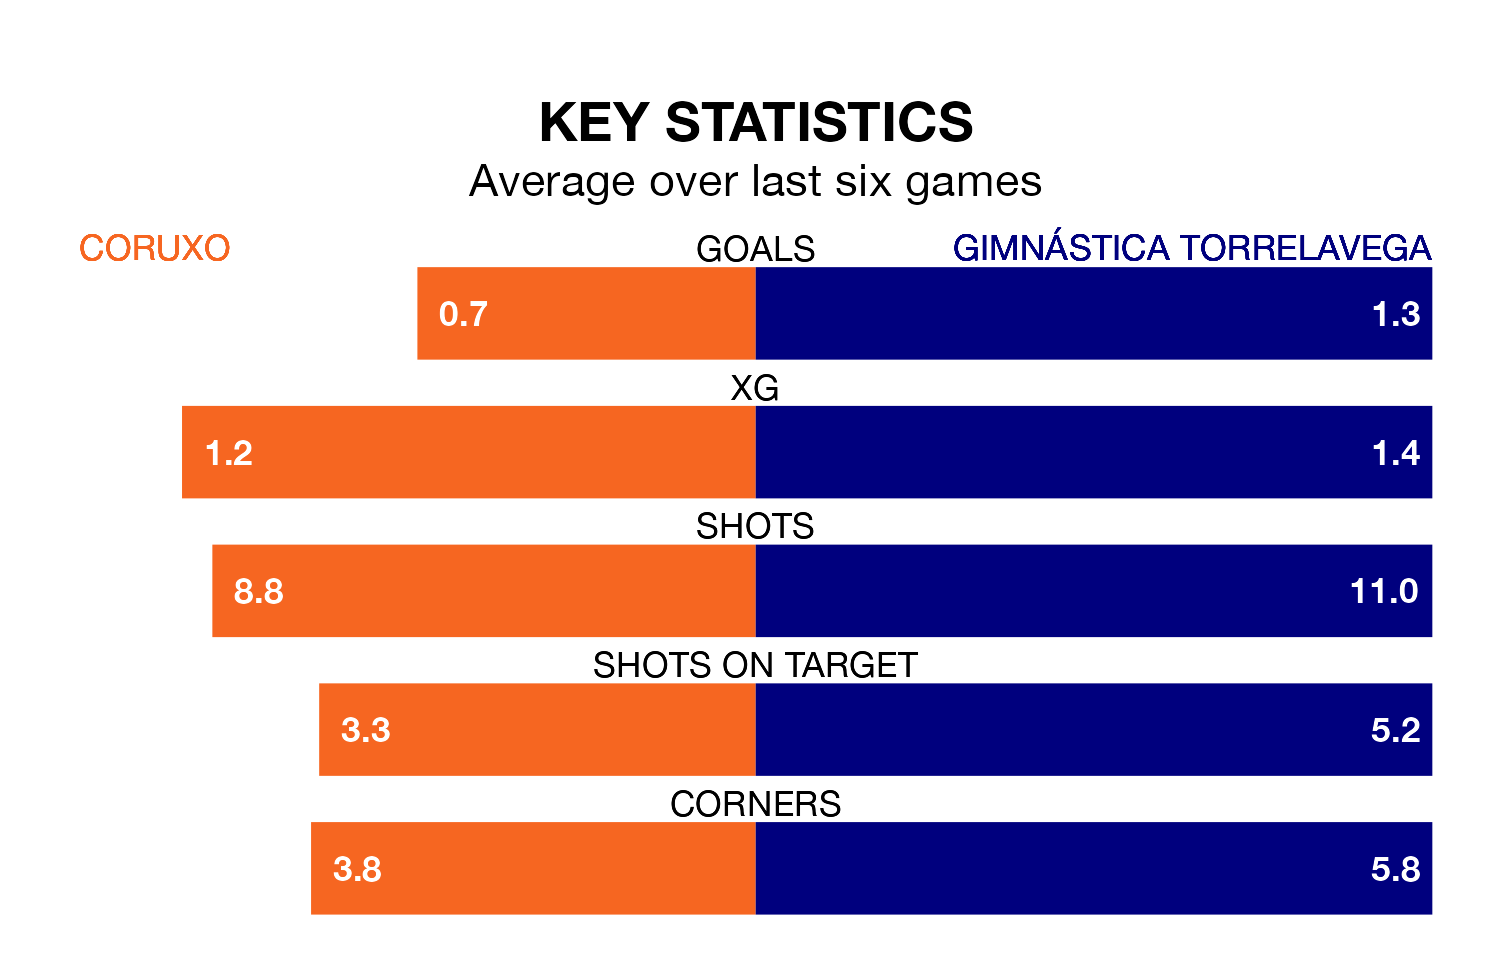 KEY STATISTICS
Average over last six games
CORUXO GOALS GIMNÁSTICA TORRELAVEGA
0.7 1.3
XG
1.2 1.4
SHOTS
8.8 11.0
SHOTS ON TARGET
3.3 5.2
CORNERS
3.8 5.8